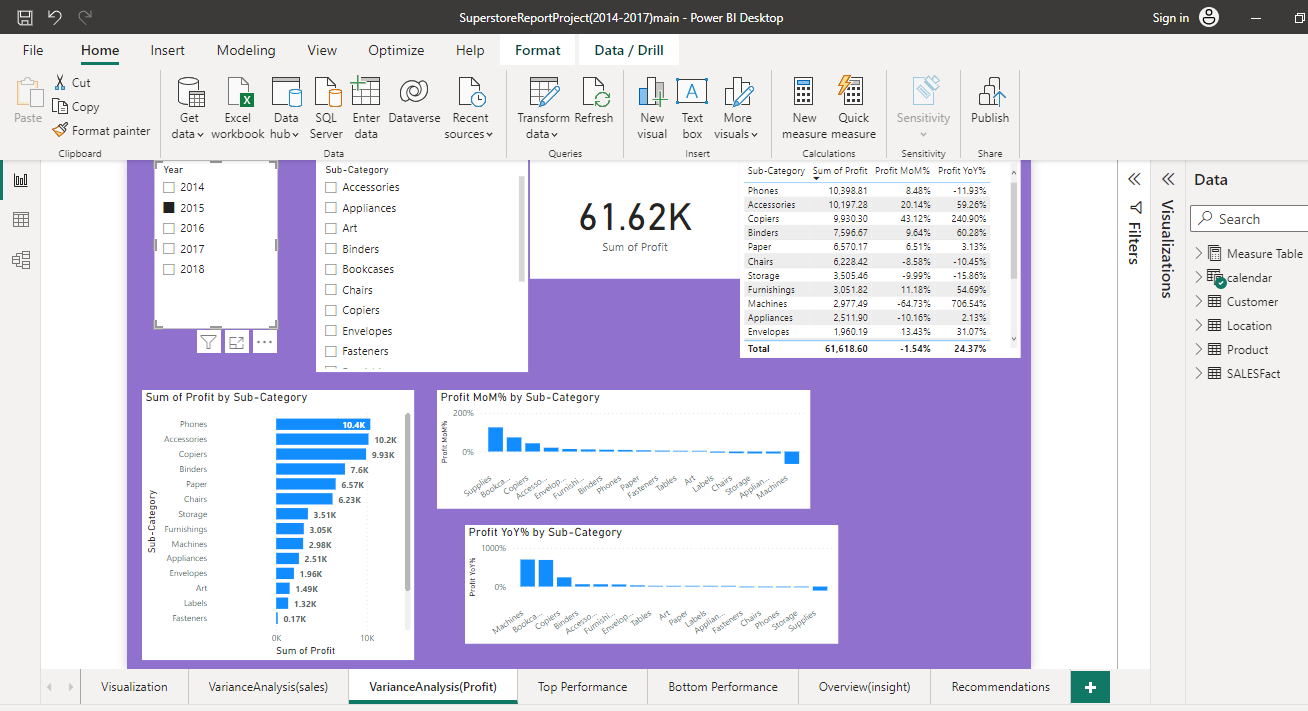 SuperstoreReportProject(2014-2017)main - Power BI Desktop
Sign in
File Home Insert Modeling View Optimize Help Format Data / Drill
Paste
Cut
Copy
Format painter
Clipboard
Get data
Excel workbook
Data hub
SQL Server
Enter data
Dataverse
Recent sources
Data
Transform data
Refresh
Queries
New visual
Text box
More visuals
Insert
New measure
Quick measure
Calculations
Sensitivity
Sensitivity
Publish
Share
Year
2014
2015
2016
2017
2018
Sub-Category
Accessories
Appliances
Art
Binders
Bookcases
Chairs
Copiers
Envelopes
Fasteners
61.62K
Sum of Profit
Sub-Category Sum of Profit Profit MoM% Profit YoY%
Phones 10,398.81 8.48% -11.93%
Accessories 10,197.28 20.14% 59.26%
Copiers 9,930.30 43.12% 240.90%
Binders 7,596.67 9.64% 60.28%
Paper 6,570.17 6.51% 3.13%
Chairs 6,228.42 -8.58% -10.45%
Storage 3,505.46 -9.99% -15.86%
Furnishings 3,051.82 11.18% 54.69%
Machines 2,977.49 -64.73% 706.54%
Appliances 2,511.90 -10.16% 2.13%
Envelopes 1,960.19 13.43% 31.07%
Total 61,618.60 -1.54% 24.37%
Sum of Profit by Sub-Category
Sub-Category
Phones 10.4K
Accessories 10.2K
Copiers 9.93K
Binders 7.6K
Paper 6.57K
Chairs 6.23K
Storage 3.51K
Furnishings 3.05K
Machines 2.98K
Appliances 2.51K
Envelopes 1.96K
Art 1.49K
Labels 1.32K
Fasteners 0.17K
0K 10K
Sum of Profit
Profit MoM% by Sub-Category
Profit MoM%
200%
0%
Supplies Bookca... Copiers Accesso... Envelop... Furnishi... Binders Phones Paper Fasteners Tables Art Labels Chairs Storage Applian... Machines
Profit YoY% by Sub-Category
Profit YoY%
1000%
0%
Machines Bookca... Copiers Binders Accesso... Furnishi... Envelop... Tables Art Paper Labels Applian... Fasteners Chairs Phones Storage Supplies
Filters
Visualizations
Data
Search
Measure Table
calendar
Customer
Location
Product
SALESFact
Visualization VarianceAnalysis(sales) VarianceAnalysis(Profit) Top Performance Bottom Performance Overview(insight) Recommendations